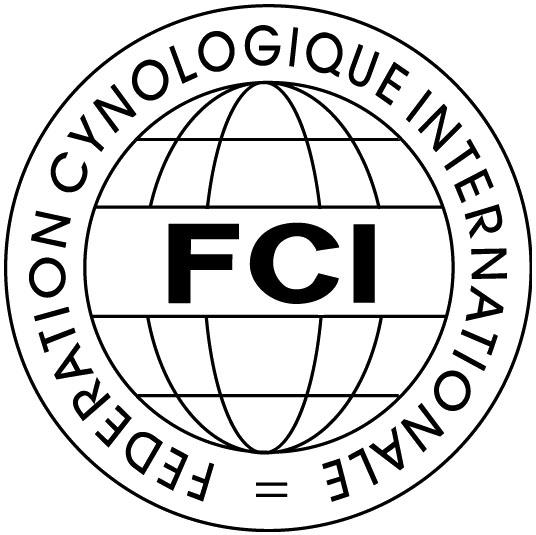 FEDERATION CYNOLOGIQUE INTERNATIONALE =
FCI